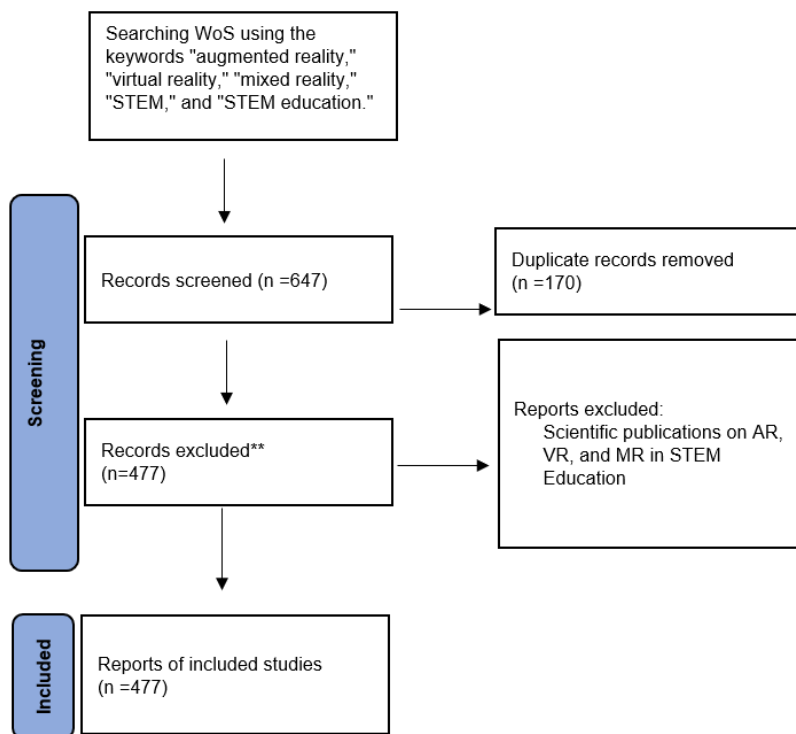 Searching WoS using the
keywords "augmented reality,"
"virtual reality," "mixed reality,"
"STEM," and "STEM education."
Screening
Records screened (n =647)
Duplicate records removed
(n =170)
Records excluded**
(n=477)
Reports excluded:
Scientific publications on AR,
VR, and MR in STEM
Education
Included
Reports of included studies
(n =477)